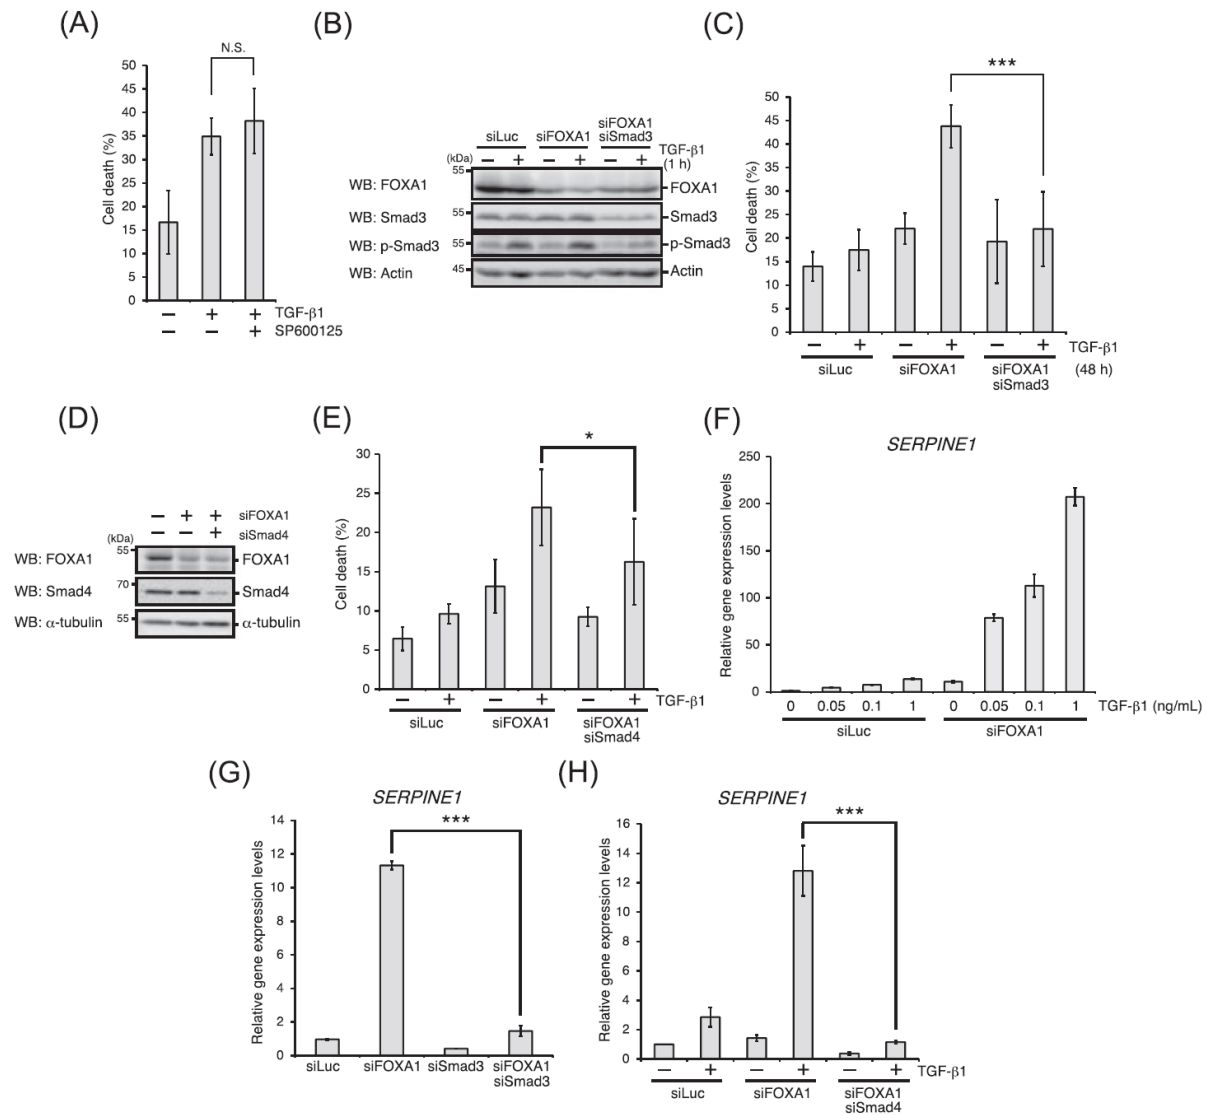 (A)
N.S.
Cell death (%)
50
45
40
35
30
25
20
15
10
5
0
− + + TGF-β1
− − + SP600125
(B)
siLuc siFOXA1 siFOXA1 siSmad3
(kDa) − + − + − + TGF-β1 (1 h)
WB: FOXA1 55 FOXA1
WB: Smad3 55 Smad3
WB: p-Smad3 55 p-Smad3
WB: Actin 45 Actin
(C)
***
Cell death (%)
50
45
40
35
30
25
20
15
10
5
0
− + − + − + TGF-β1
siLuc siFOXA1 siFOXA1 (48 h)
siSmad3
(D)
− + + siFOXA1
− − + siSmad4
(kDa)
WB: FOXA1 55 FOXA1
WB: Smad4 70 Smad4
WB: α-tubulin 55 α-tubulin
(E)
*
Cell death (%)
30
25
20
15
10
5
0
− + − + − + TGF-β1
siLuc siFOXA1 siFOXA1
siSmad4
(F)
SERPINE1
Relative gene expression levels
250
200
150
100
50
0
0 0.05 0.1 1 0 0.05 0.1 1 TGF-β1 (ng/mL)
siLuc siFOXA1
(G)
SERPINE1
***
Relative gene expression levels
14
12
10
8
6
4
2
0
siLuc siFOXA1 siSmad3 siFOXA1
siSmad3
(H)
SERPINE1
***
Relative gene expression levels
16
14
12
10
8
6
4
2
0
− + − + − + TGF-β1
siLuc siFOXA1 siFOXA1
siSmad4